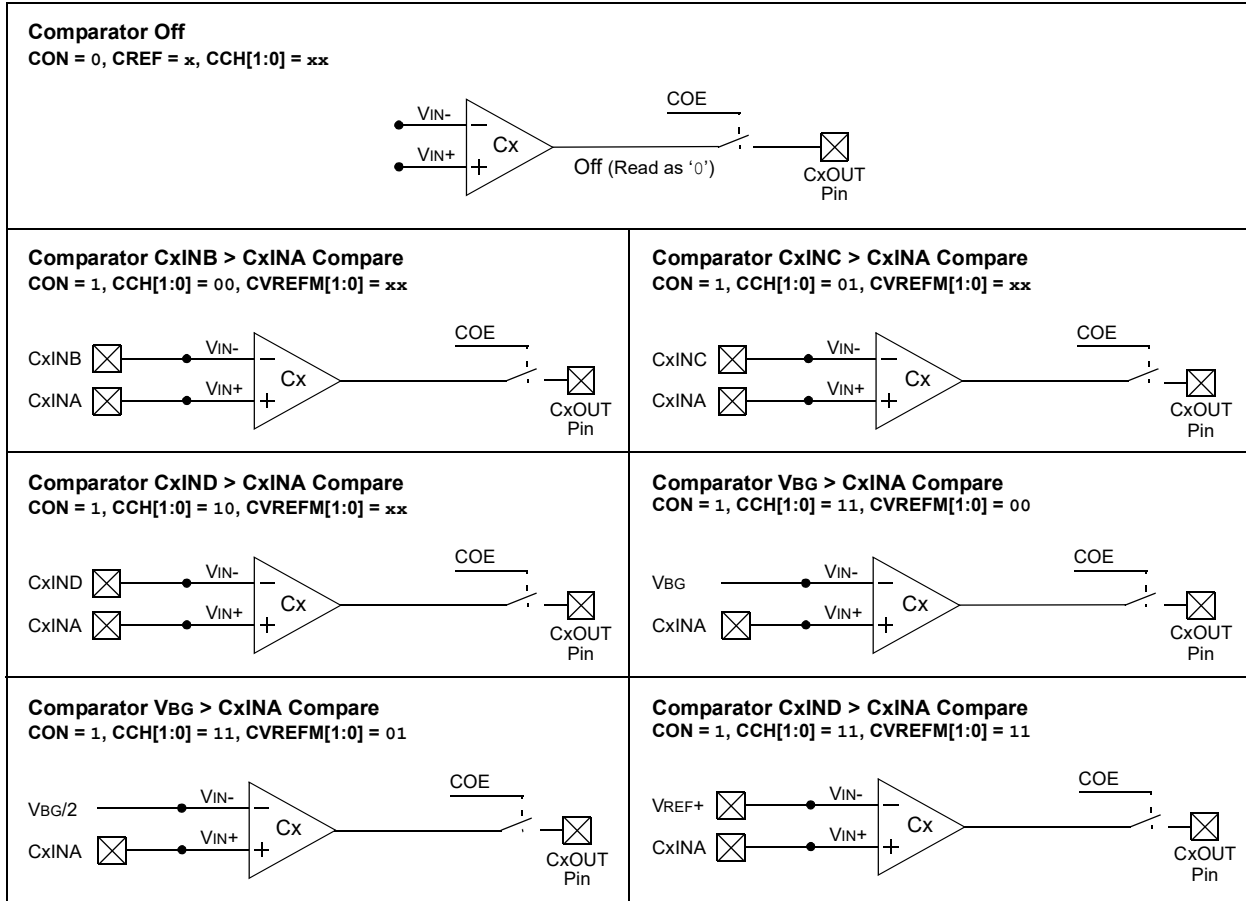 Comparator Off
CON = 0, CREF = x, CCH[1:0] = xx
COE
VIN-
Cx
VIN+
Off (Read as ‘0’)
CxOUT
Pin
Comparator CxINB > CxINA Compare
CON = 1, CCH[1:0] = 00, CVREFM[1:0] = xx
COE
CxINB
VIN-
Cx
CxINA
VIN+
CxOUT
Pin
Comparator CxINC > CxINA Compare
CON = 1, CCH[1:0] = 01, CVREFM[1:0] = xx
COE
CxINC
VIN-
Cx
CxINA
VIN+
CxOUT
Pin
Comparator CxIND > CxINA Compare
CON = 1, CCH[1:0] = 10, CVREFM[1:0] = xx
COE
CxIND
VIN-
Cx
CxINA
VIN+
CxOUT
Pin
Comparator VBG > CxINA Compare
CON = 1, CCH[1:0] = 11, CVREFM[1:0] = 00
COE
VBG
VIN-
Cx
CxINA
VIN+
CxOUT
Pin
Comparator VBG > CxINA Compare
CON = 1, CCH[1:0] = 11, CVREFM[1:0] = 01
COE
VBG/2
VIN-
Cx
CxINA
VIN+
CxOUT
Pin
Comparator CxIND > CxINA Compare
CON = 1, CCH[1:0] = 11, CVREFM[1:0] = 11
COE
VREF+
VIN-
Cx
CxINA
VIN+
CxOUT
Pin